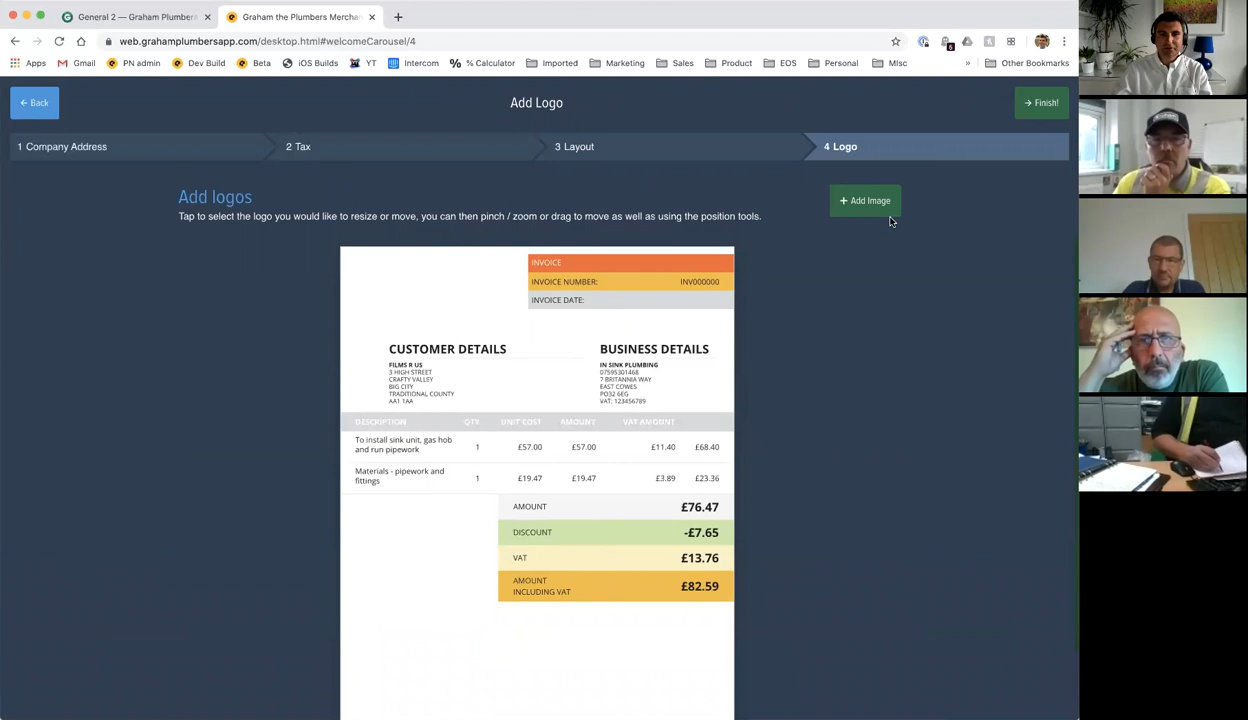 General 2 — Graham Plumbers
Graham the Plumbers Merchan
web.grahamplumbersapp.com/desktop.html#welcomeCarousel/4
Apps
Gmail
PN admin
Dev Build
Beta
iOS Builds
YT
Intercom
% Calculator
Imported
Marketing
Sales
Product
EOS
Personal
MIsc
»
Other Bookmarks
← Back
Add Logo
→ Finish!
1 Company Address
2 Tax
3 Layout
4 Logo
Add logos
+ Add Image
Tap to select the logo you would like to resize or move, you can then pinch / zoom or drag to move as well as using the position tools.
INVOICE
INVOICE NUMBER: INV000000
INVOICE DATE:
CUSTOMER DETAILS
FILMS R US
3 HIGH STREET
CRAFTY VALLEY
BIG CITY
TRADITIONAL COUNTY
AA1 1AA
BUSINESS DETAILS
IN SINK PLUMBING
07595301468
7 BRITANNIA WAY
EAST COWES
PO32 6EG
VAT: 123456789
DESCRIPTION QTY UNIT COST AMOUNT VAT AMOUNT
To install sink unit, gas hob
and run pipework
1 £57.00 £57.00 £11.40 £68.40
Materials - pipework and
fittings
1 £19.47 £19.47 £3.89 £23.36
AMOUNT £76.47
DISCOUNT -£7.65
VAT £13.76
AMOUNT
INCLUDING VAT
£82.59